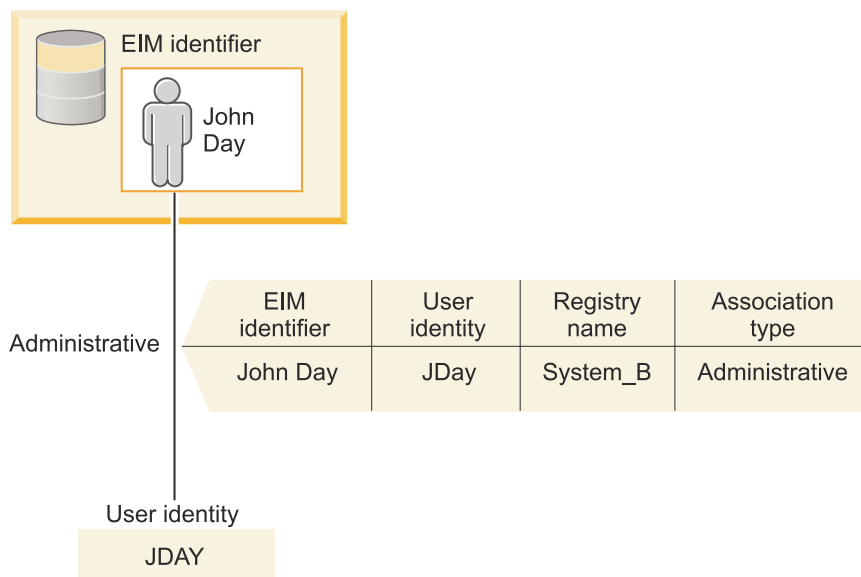 EIM identifier
John
Day
Administrative
EIM
identifier
User
identity
Registry
name
Association
type
John Day
JDay
System_B
Administrative
User identity
JDAY